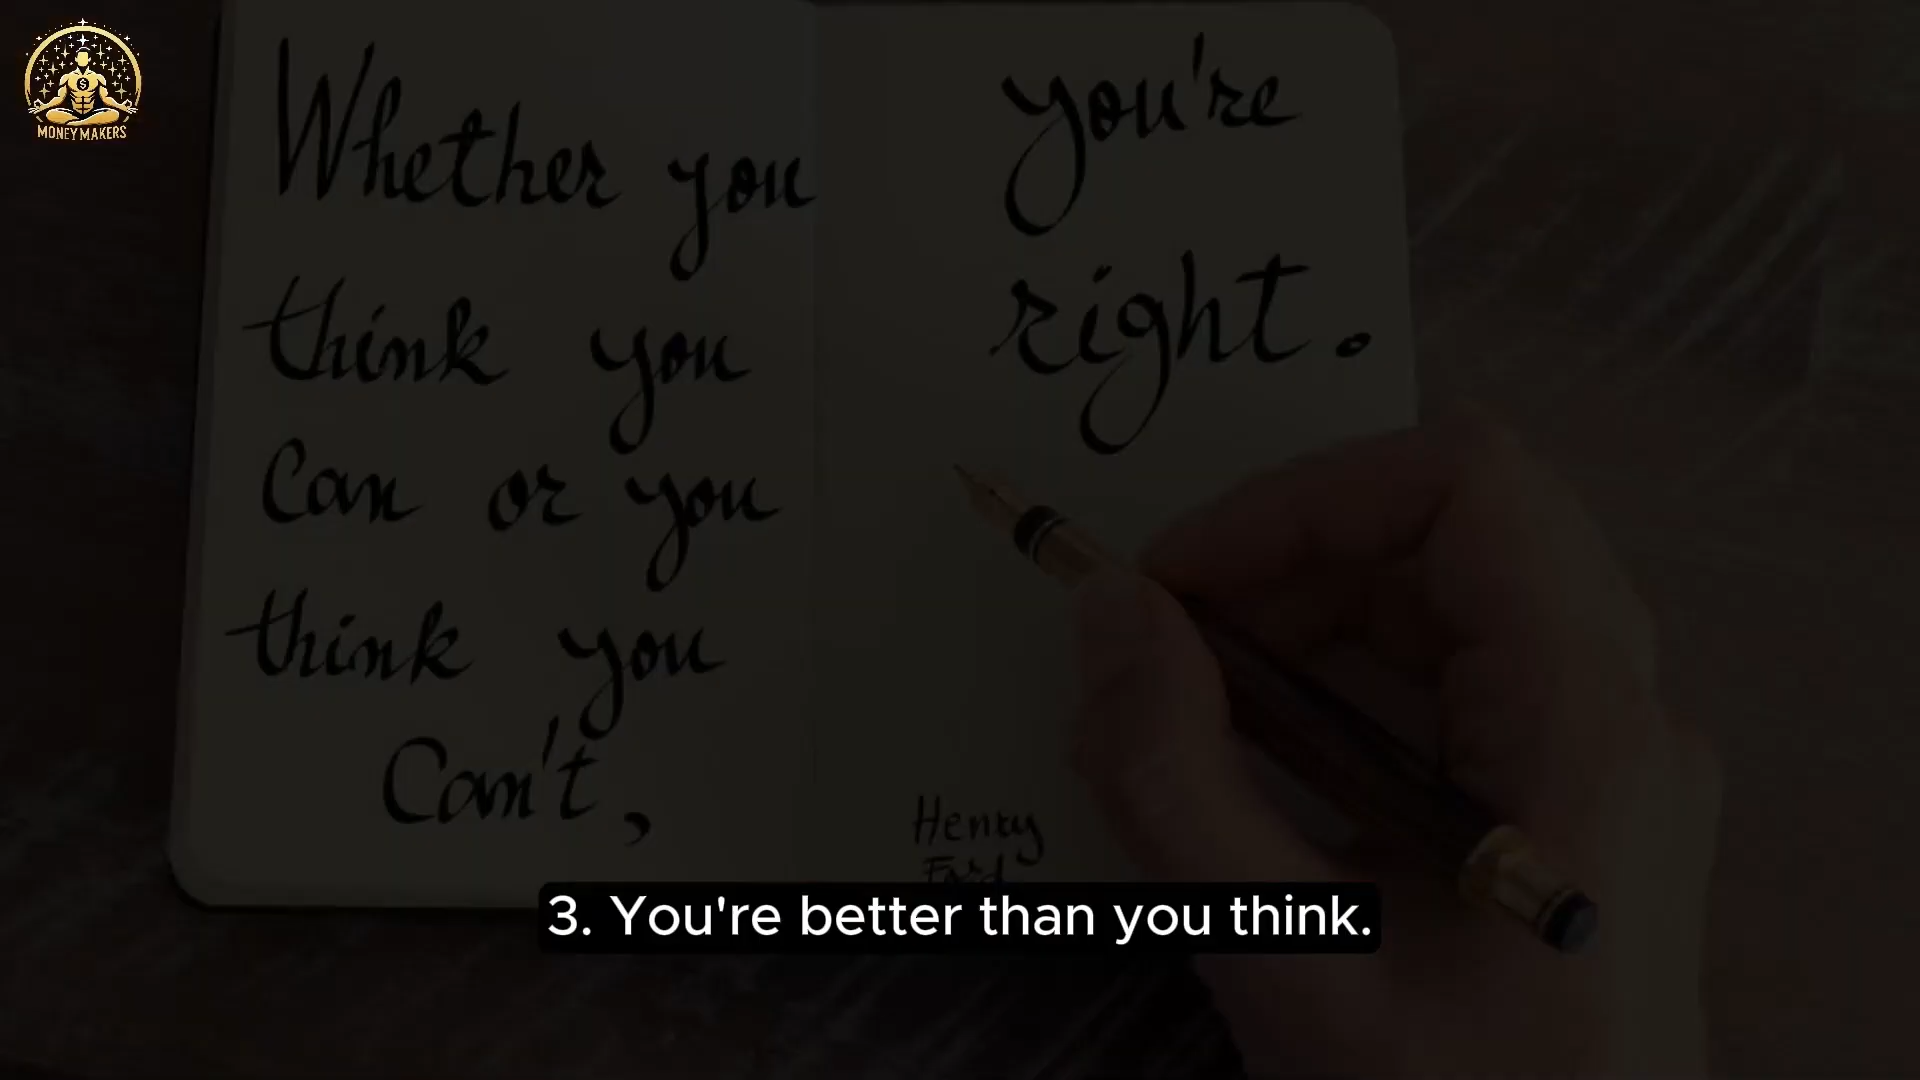 MONEY MAKERS
Whether you
think you
Can or you
think you
Can't,
you're
right.
Henry
Ford
3. You're better than you think.